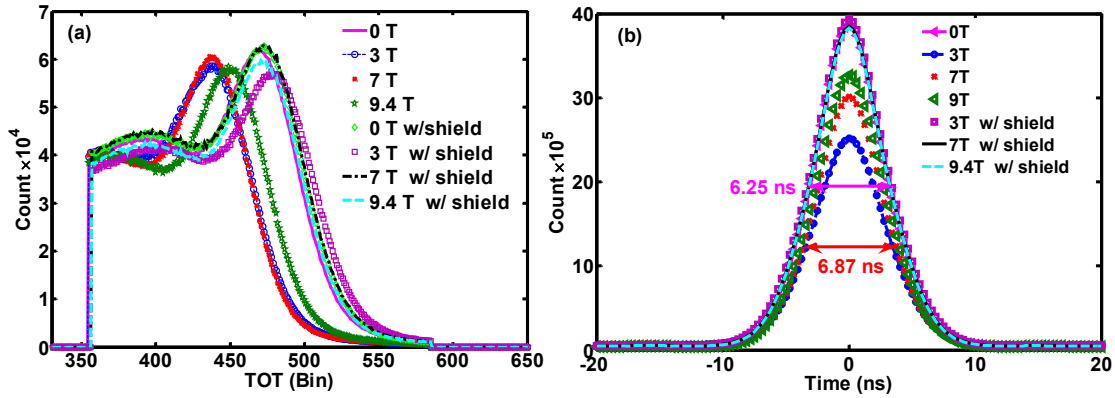 (a)
Count ×10⁴
7
6
5
4
3
2
1
0
350 400 450 500 550 600 650
TOT (Bin)
0 T
3 T
7 T
9.4 T
0 T w/shield
3 T w/ shield
7 T w/ shield
9.4 T w/ shield
(b)
Count ×10⁵
40
30
20
10
0
-20 -10 0 10 20
Time (ns)
6.25 ns
6.87 ns
0T
3T
7T
9T
3T w/ shield
7T w/ shield
9.4T w/ shield